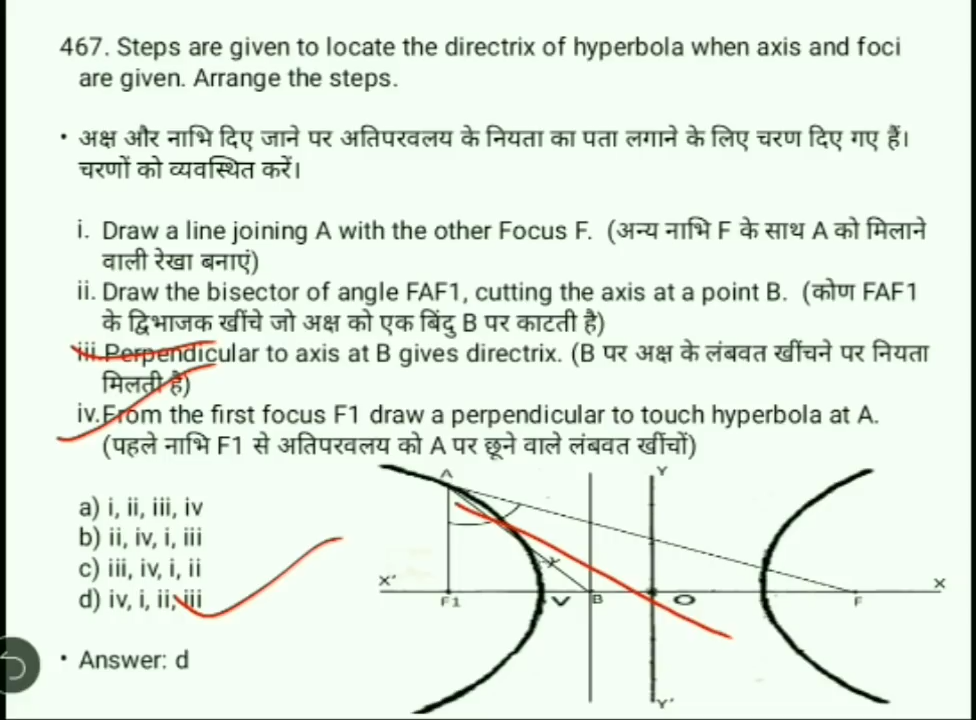 467. Steps are given to locate the directrix of hyperbola when axis and foci
are given. Arrange the steps.
• अक्ष और नाभि दिए जाने पर अतिपरवलय के नियता का पता लगाने के लिए चरण दिए गए हैं।
चरणों को व्यवस्थित करें।
i. Draw a line joining A with the other Focus F. (अन्य नाभि F के साथ A को मिलाने
वाली रेखा बनाएं)
ii. Draw the bisector of angle FAF1, cutting the axis at a point B. (कोण FAF1
के द्विभाजक खींचे जो अक्ष को एक बिंदु B पर काटती है)
iii. Perpendicular to axis at B gives directrix. (B पर अक्ष के लंबवत खींचने पर नियता
मिलती है)
iv. From the first focus F1 draw a perpendicular to touch hyperbola at A.
(पहले नाभि F1 से अतिपरवलय को A पर छूने वाले लंबवत खींचों)
a) i, ii, iii, iv
b) ii, iv, i, iii
c) iii, iv, i, ii
d) iv, i, ii, iii
• Answer: d
A
Y
X'
X
F1
V
B
O
F
Y'